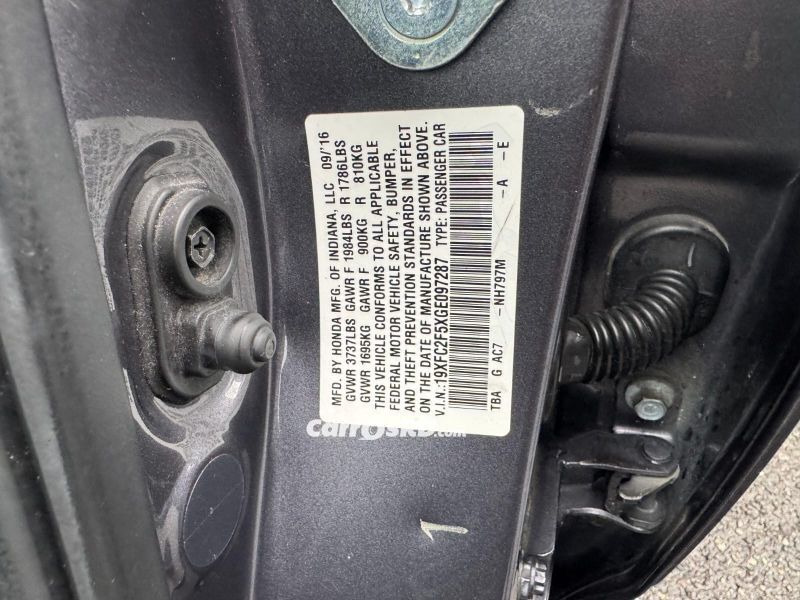 MFD. BY HONDA MFG. OF INDIANA, LLC 09/'16
GVWR 3737LBS GAWR F 1984LBS R 1786LBS
GVWR 1695KG GAWR F 900KG R 810KG
THIS VEHICLE CONFORMS TO ALL APPLICABLE
FEDERAL MOTOR VEHICLE SAFETY, BUMPER,
AND THEFT PREVENTION STANDARDS IN EFFECT
ON THE DATE OF MANUFACTURE SHOWN ABOVE.
V.I.N.:19XFC2F5XGE097287 TYPE: PASSENGER CAR
TBA G AC7 -NH797M -A -E
1